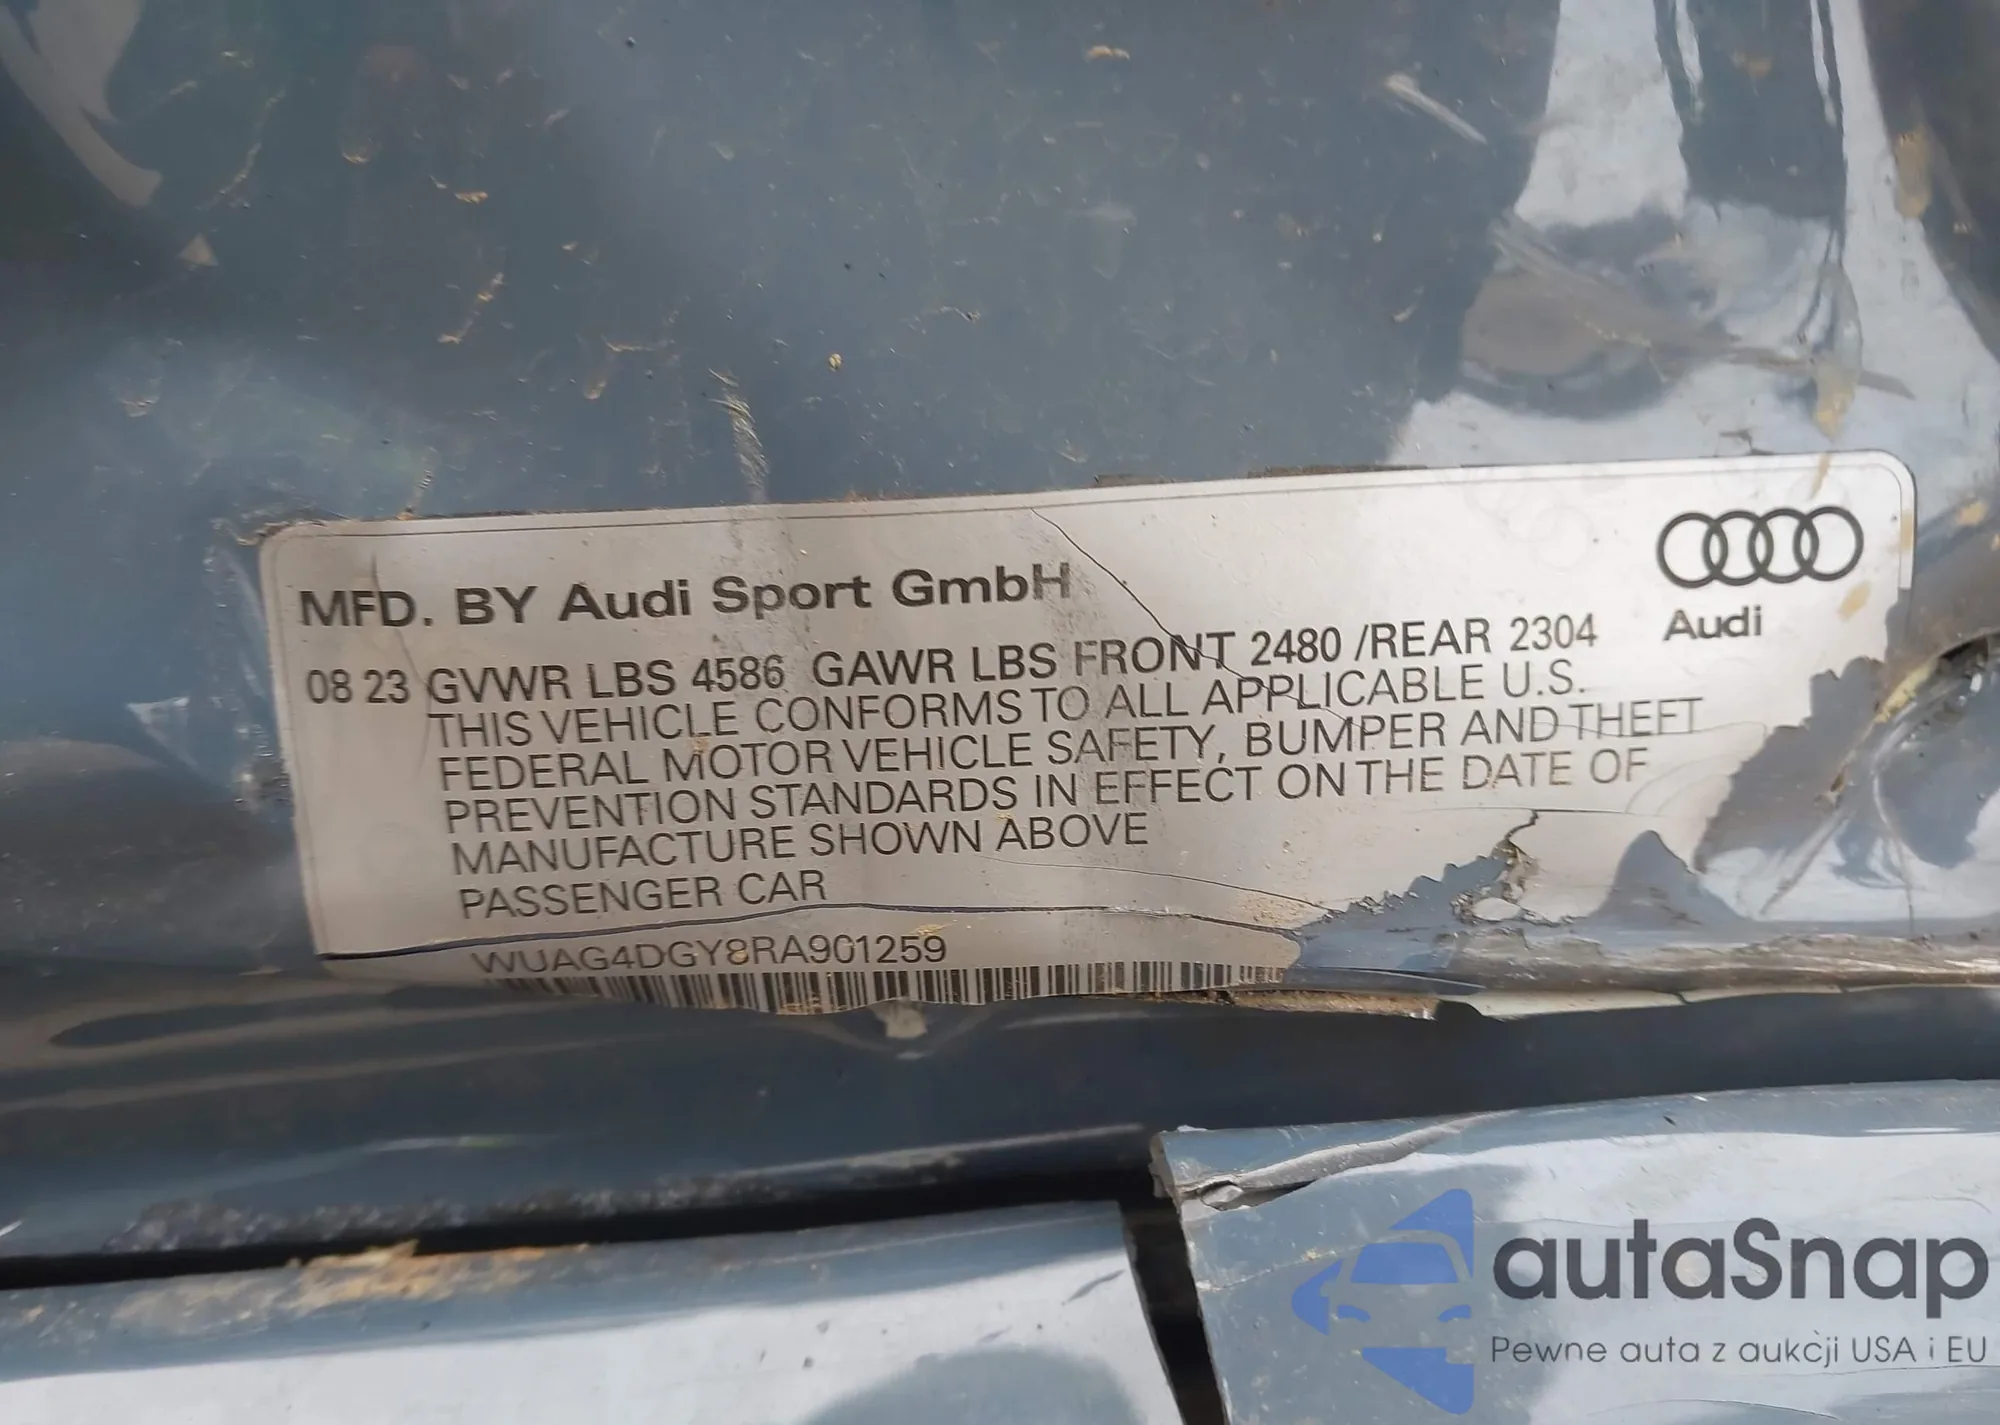 MFD. BY Audi Sport GmbH
Audi
08 23 GVWR LBS 4586 GAWR LBS FRONT 2480 /REAR 2304
THIS VEHICLE CONFORMS TO ALL APPLICABLE U.S.
FEDERAL MOTOR VEHICLE SAFETY, BUMPER AND THEFT
PREVENTION STANDARDS IN EFFECT ON THE DATE OF
MANUFACTURE SHOWN ABOVE
PASSENGER CAR
WUAG4DGY8RA901259
autaSnap
Pewne auta z aukcji USA i EU